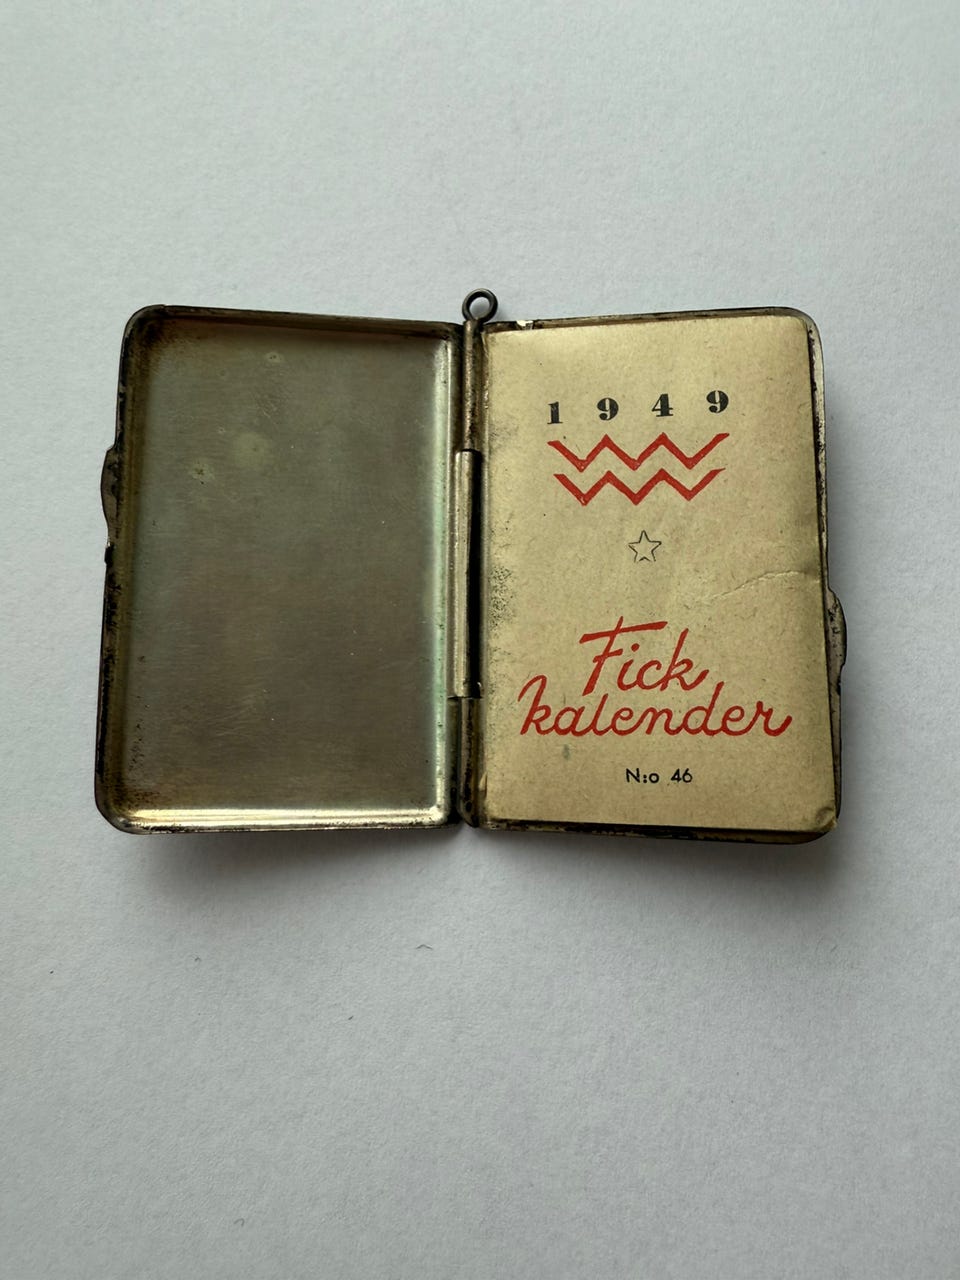 1949
Fick
kalender
N:o 46